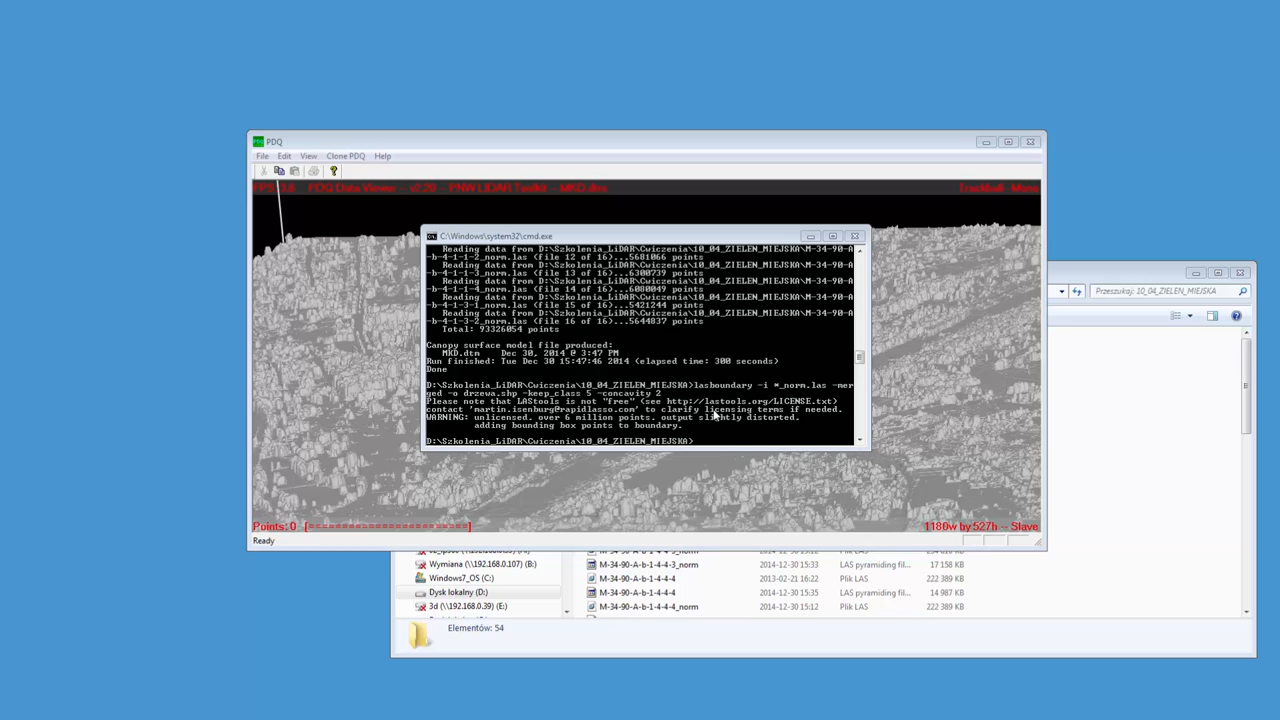 PDQ
File Edit View Clone PDQ Help
FPS: 3.6 PDQ Data Viewer -- v2.20 -- PNW LIDAR Toolkit -- MKD.dtm
Trackball: Move
C:\Windows\system32\cmd.exe
Reading data from D:\Szkolenia_LiDAR\Cwiczenia\10_04_ZIELEN_MIEJSKA\M-34-90-A
-b-4-1-1-2_norm.las (file 12 of 16)...5681066 points
Reading data from D:\Szkolenia_LiDAR\Cwiczenia\10_04_ZIELEN_MIEJSKA\M-34-90-A
-b-4-1-1-3_norm.las (file 13 of 16)...6300739 points
Reading data from D:\Szkolenia_LiDAR\Cwiczenia\10_04_ZIELEN_MIEJSKA\M-34-90-A
-b-4-1-1-4_norm.las (file 14 of 16)...6080049 points
Reading data from D:\Szkolenia_LiDAR\Cwiczenia\10_04_ZIELEN_MIEJSKA\M-34-90-A
-b-4-1-3-1_norm.las (file 15 of 16)...5421244 points
Reading data from D:\Szkolenia_LiDAR\Cwiczenia\10_04_ZIELEN_MIEJSKA\M-34-90-A
-b-4-1-3-2_norm.las (file 16 of 16)...5644837 points
Total: 93326054 points
Canopy surface model file produced:
MKD.dtm Dec 30, 2014 @ 3:47 PM
Run finished: Tue Dec 30 15:47:46 2014 (elapsed time: 300 seconds)
Done
D:\Szkolenia_LiDAR\Cwiczenia\10_04_ZIELEN_MIEJSKA>lasboundary -i *_norm.las -mer
ged -o drzewa.shp -keep_class 5 -concavity 2
Please note that LAStools is not "free" (see http://lastools.org/LICENSE.txt)
contact 'martin.isenburg@rapidlasso.com' to clarify licensing terms if needed.
WARNING: unlicensed. over 6 million points. output slightly distorted.
adding bounding box points to boundary.
D:\Szkolenia_LiDAR\Cwiczenia\10_04_ZIELEN_MIEJSKA>
Przeszukaj: 10_04_ZIELEN_MIEJSKA
Points: 0 [========================]
1180w by 527h -- Slave
Ready
Wymiana (\\192.168.0.107) (B:)
Windows7_OS (C:)
Dysk lokalny (D:)
3d (\\192.168.0.39) (E:)
M-34-90-A-b-1-4-4-3_norm 2014-12-30 15:33 LAS pyramiding fil... 17 158 KB
M-34-90-A-b-1-4-4-4 2013-02-21 16:22 Plik LAS 222 389 KB
M-34-90-A-b-1-4-4-4 2014-12-30 15:35 LAS pyramiding fil... 14 987 KB
M-34-90-A-b-1-4-4-4_norm 2014-12-30 15:12 Plik LAS 222 389 KB
Elementów: 54